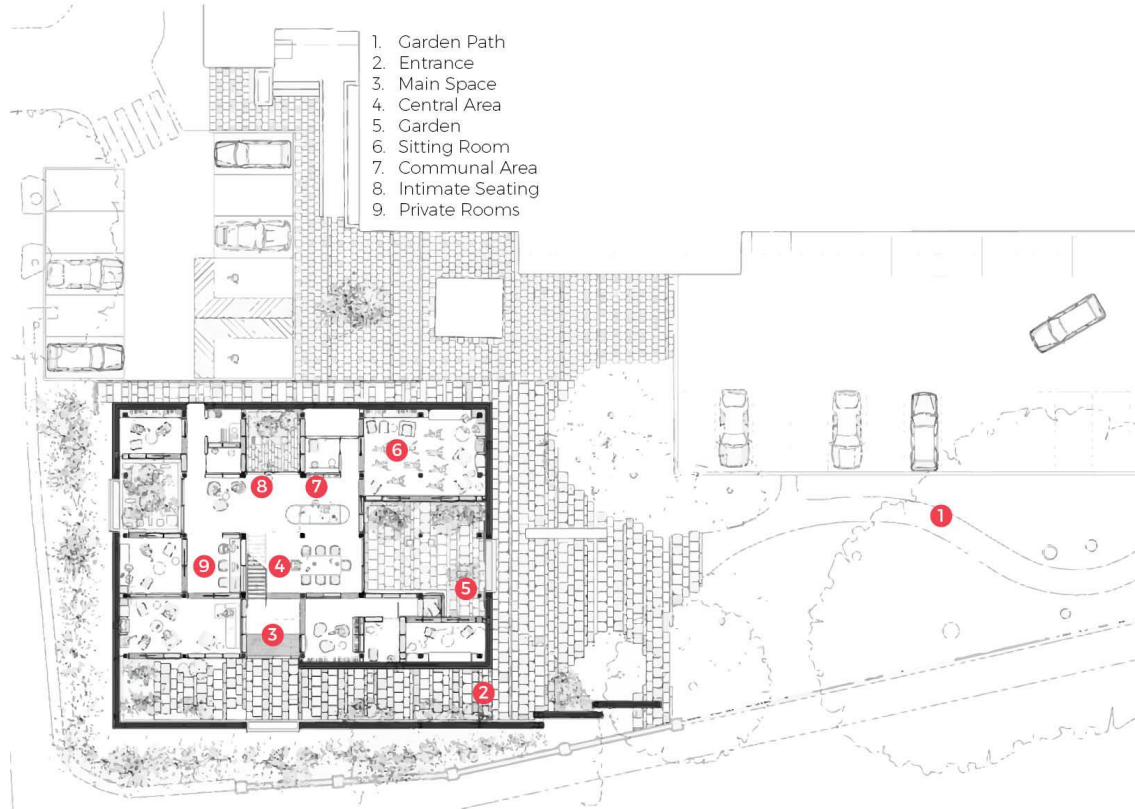 1. Garden Path
2. Entrance
3. Main Space
4. Central Area
5. Garden
6. Sitting Room
7. Communal Area
8. Intimate Seating
9. Private Rooms
6
8
7
1
9
4
5
3
2